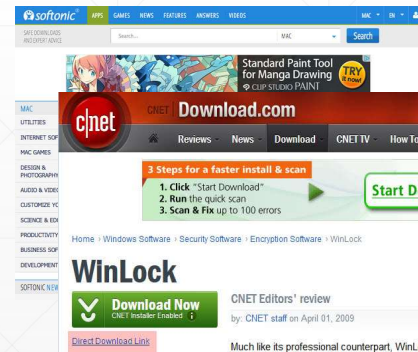 softonic
APPS GAMES NEWS FEATURES ANSWERS VIDEOS MAC EN
SAFE DOWNLOADS
AND EXPERT ADVICE
Search... MAC Search
Standard Paint Tool
for Manga Drawing
CLIP STUDIO PAINT
TRY
it now!
MAC
UTILITIES
INTERNET SOF
MAC GAMES
DESIGN &
PHOTOGRAPHY
AUDIO & VIDEO
CUSTOMIZE YO
SCIENCE & EDU
PRODUCTIVITY
BUSINESS SOF
DEVELOPMENT
SOFTONIC NEW
c|net
CNET Download.com
Reviews News Download CNET TV How To
3 Steps for a faster install & scan
1. Click "Start Download"
2. Run the quick scan
3. Scan & Fix up to 100 errors
Start D
Home › Windows Software › Security Software › Encryption Software › WinLock
WinLock
Download Now
CNET Installer Enabled i
Direct Download Link
CNET Editors' review
by: CNET staff on April 01, 2009
Much like its professional counterpart, WinL